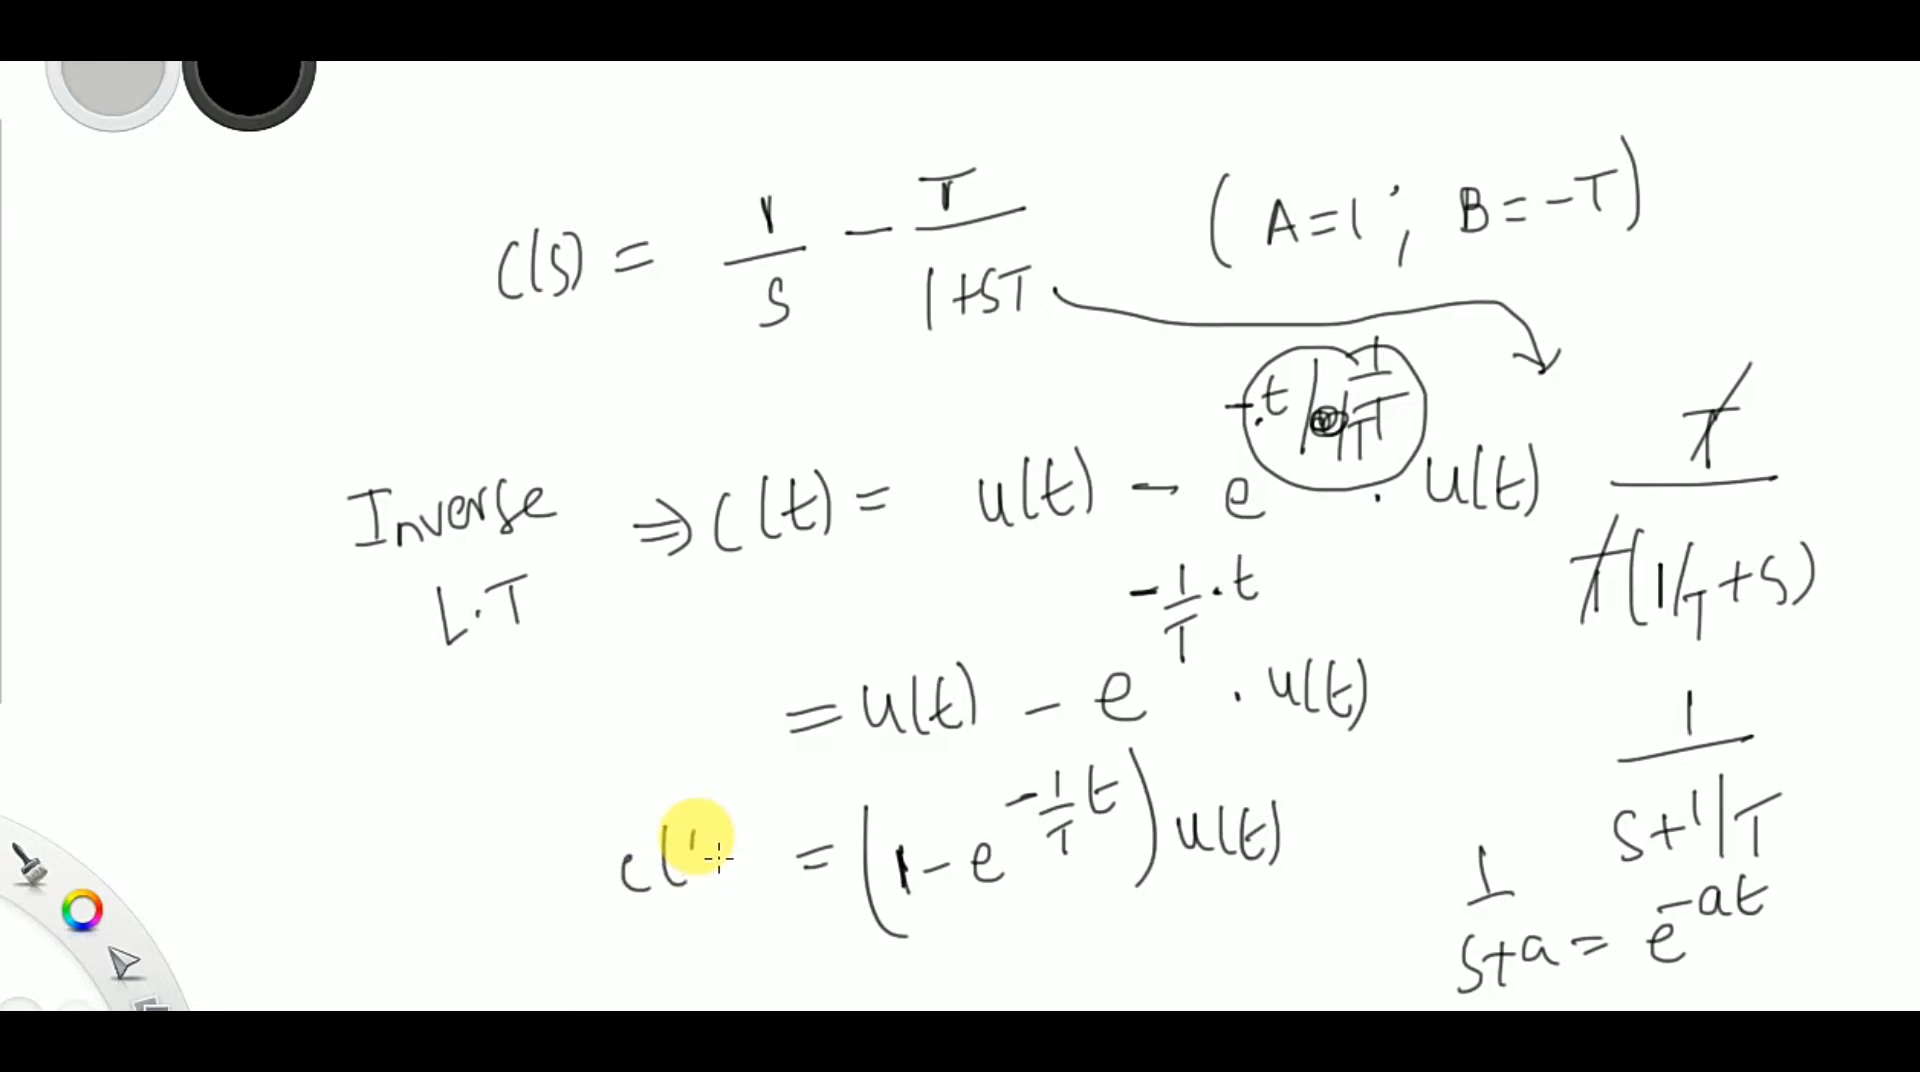 C(s) = 1/s - T/(1+sT) (A=1; B=-T)
Inverse L.T ⇒ C(t) = u(t) - e . u(t)
T/T(1/T+s)
= u(t) - e^(-1/T.t) . u(t)
1/(s+1/T)
c( = (1-e^(-1/T t)) u(t)
1/(s+a) = e^(-at)